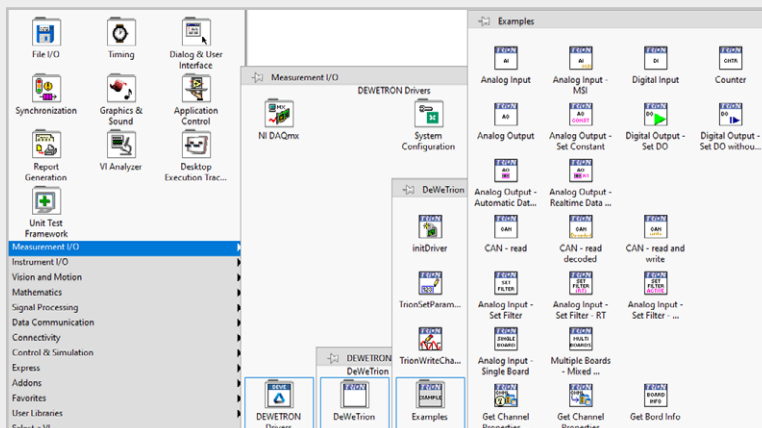 File I/O
Timing
Dialog & User
Interface
Synchronization
Graphics &
Sound
Application
Control
Report
Generation
VI Analyzer
Desktop
Execution Trac...
Unit Test
Framework
Measurement I/O
Instrument I/O
Vision and Motion
Mathematics
Signal Processing
Data Communication
Connectivity
Control & Simulation
Express
Addons
Favorites
User Libraries
Select a VI...
Measurement I/O
DEWETRON Drivers
NI DAQmx
System
Configuration
DEWETRON
DeWeTrion
DEWETRON
Drivers
DeWeTrion
DeWeTrion
initDriver
TrionSetParam...
TrionWriteCha...
Examples
Examples
Analog Input
Analog Input -
MSI
Digital Input
Counter
Analog Output
Analog Output -
Set Constant
Digital Output -
Set DO
Digital Output -
Set DO withou...
Analog Output -
Automatic Dat...
Analog Output -
Realtime Data ...
CAN - read
CAN - read
decoded
CAN - read and
write
Analog Input -
Set Filter
Analog Input -
Set Filter - RT
Analog Input -
Set Filter - ...
Analog Input -
Single Board
Multiple Boards
- Mixed ...
Get Channel
Properties
Get Channel
Properties
Get Bord Info